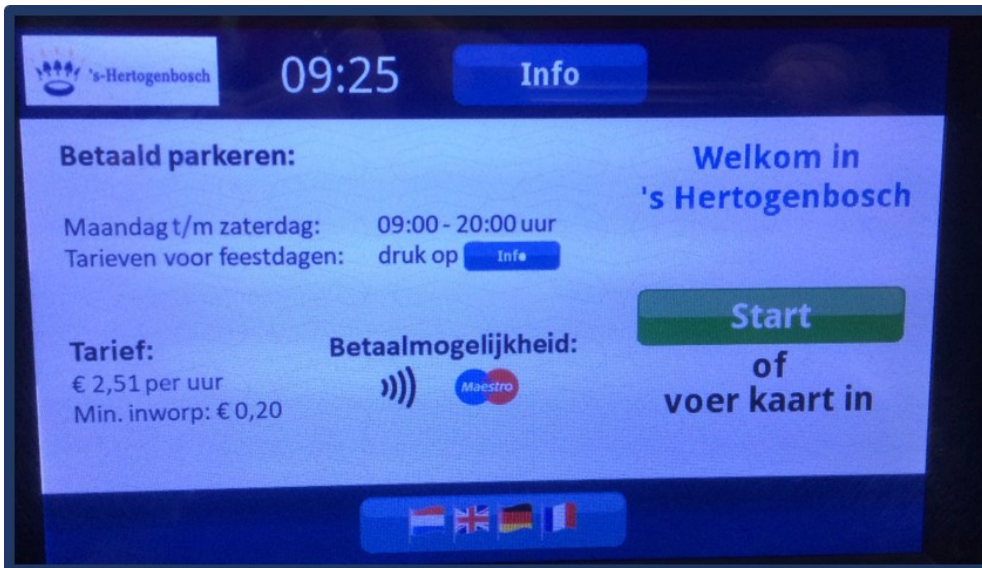 's-Hertogenbosch
09:25
Info
Betaald parkeren:
Maandag t/m zaterdag: 09:00 - 20:00 uur
Tarieven voor feestdagen: druk op Info
Welkom in
's Hertogenbosch
Tarief:
€ 2,51 per uur
Min. inworp: € 0,20
Betaalmogelijkheid:
Maestro
Start
of
voer kaart in